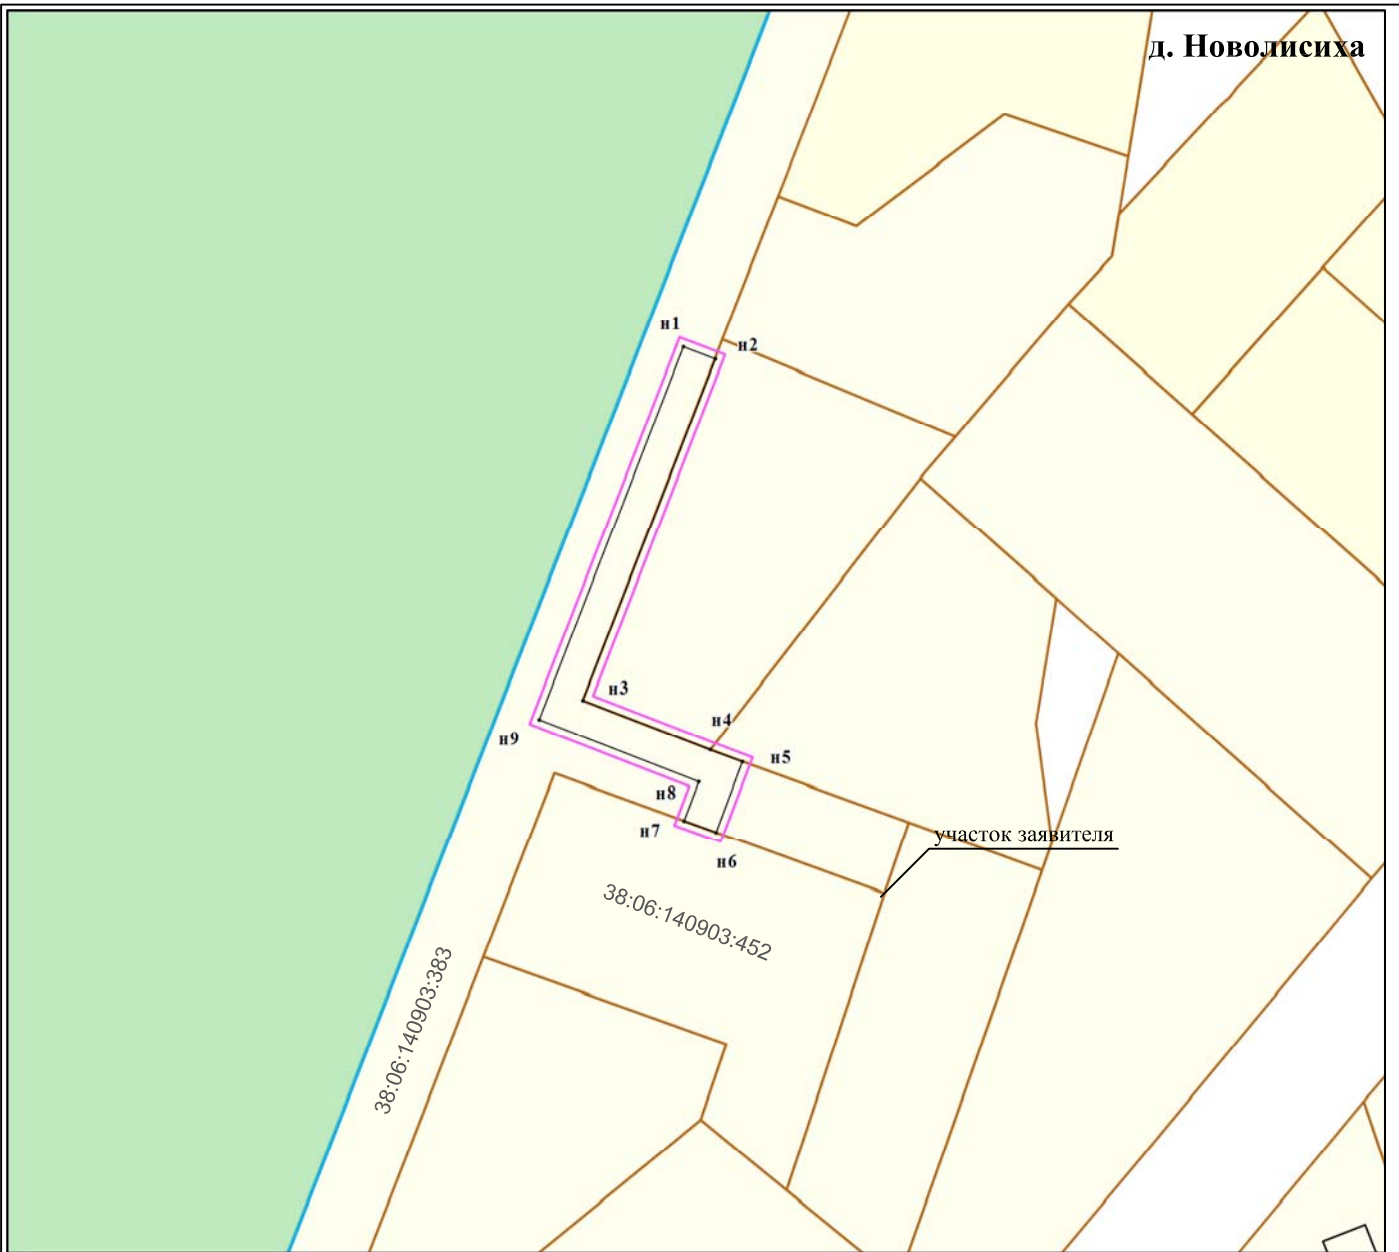 д. Новолисиха
н1
н2
н3
н4
н5
н9
н8
н7
н6
участок заявителя
38:06:140903:452
38:06:140903:383